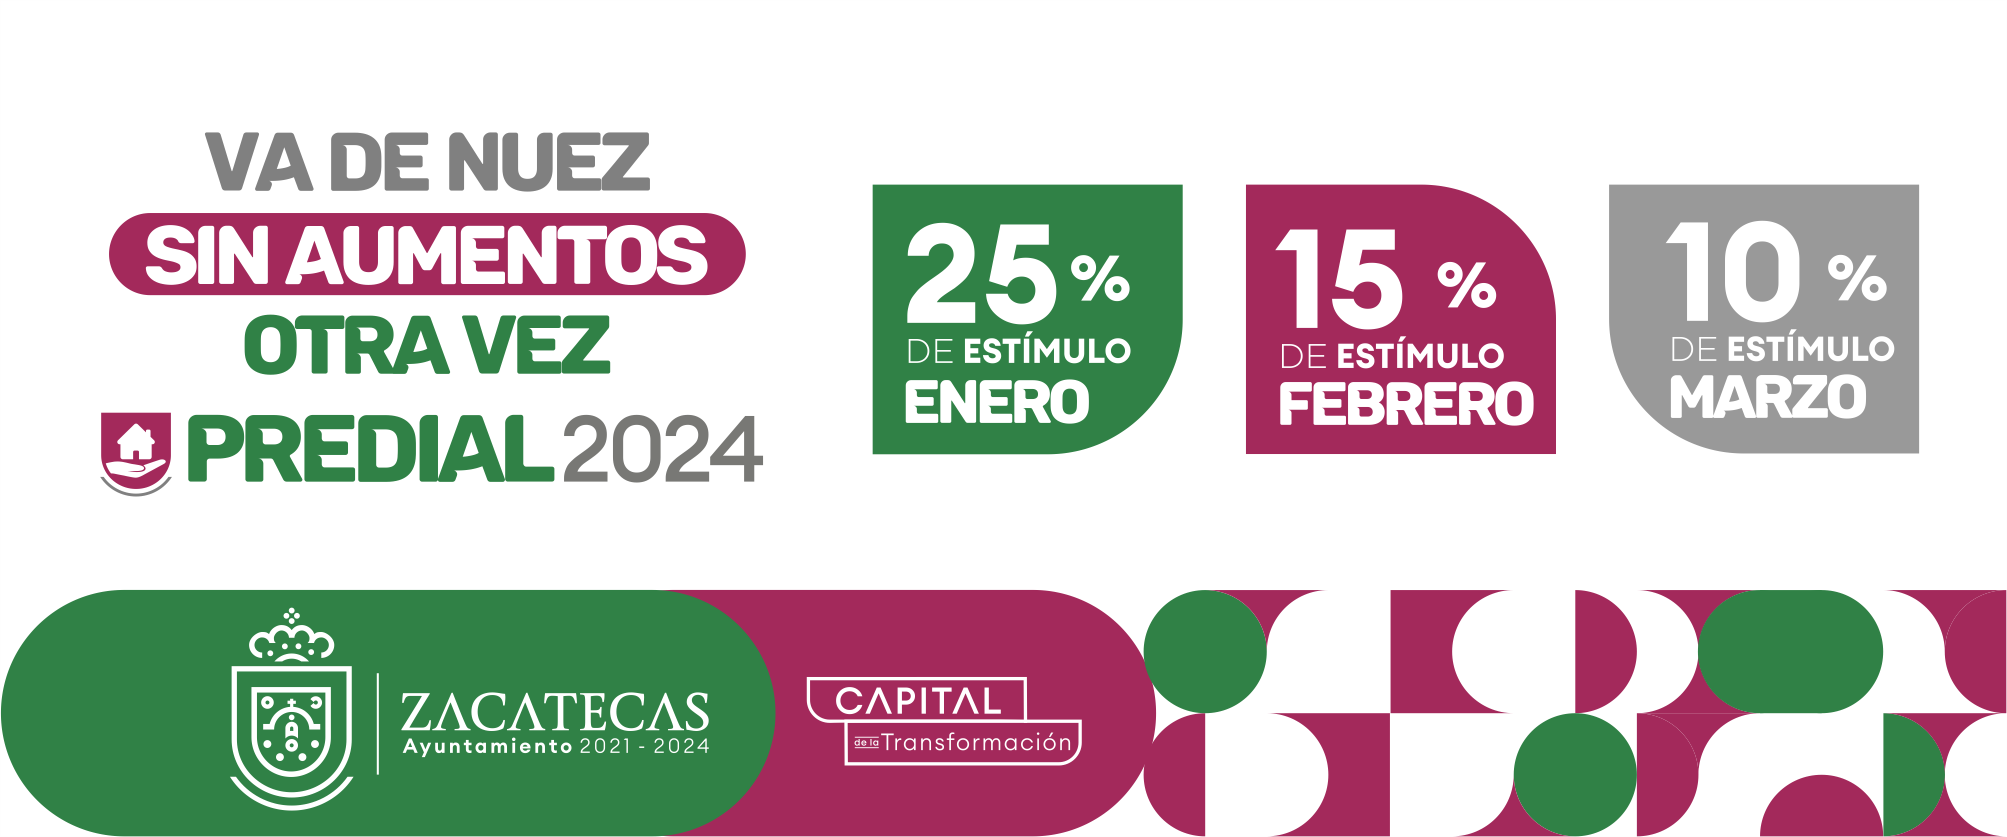 VA DE NUEZ
SIN AUMENTOS
OTRA VEZ
PREDIAL 2024
25%
DE ESTÍMULO
ENERO
15%
DE ESTÍMULO
FEBRERO
10%
DE ESTÍMULO
MARZO
ZACATECAS
Ayuntamiento 2021 - 2024
CAPITAL
de la Transformación